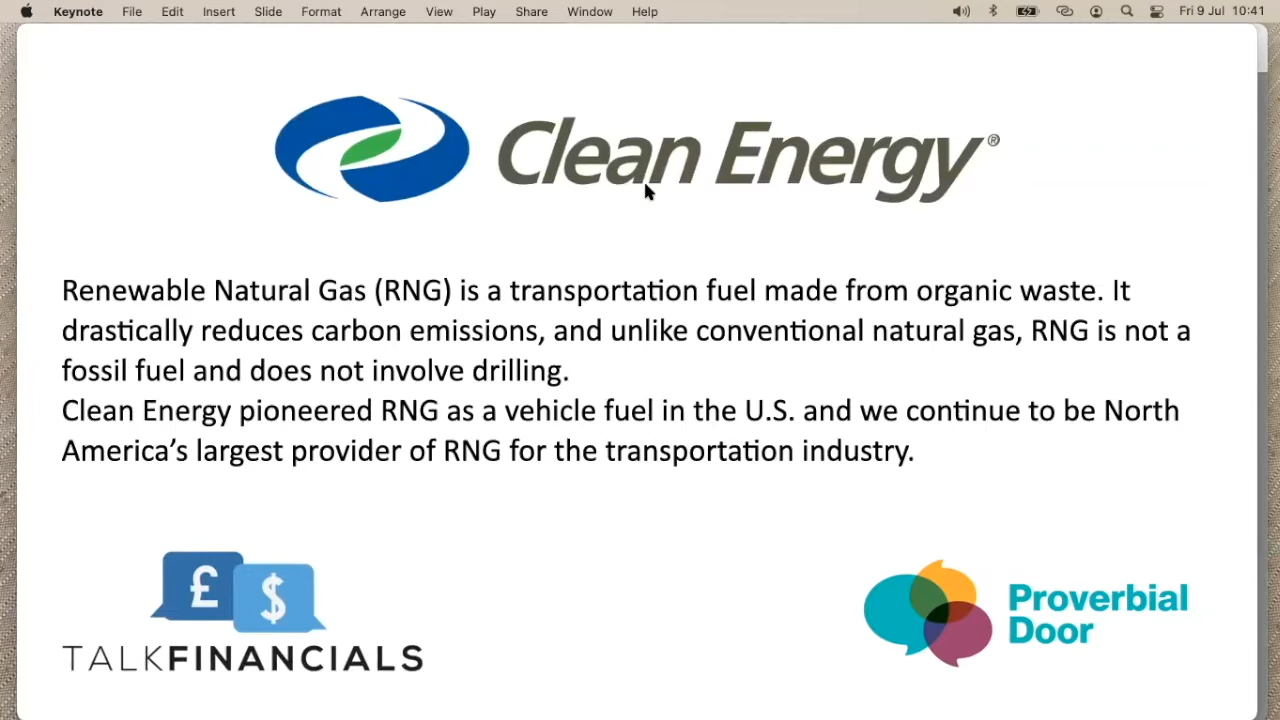 Keynote File Edit Insert Slide Format Arrange View Play Share Window Help Fri 9 Jul 10:41
Clean Energy®
Renewable Natural Gas (RNG) is a transportation fuel made from organic waste. It
drastically reduces carbon emissions, and unlike conventional natural gas, RNG is not a
fossil fuel and does not involve drilling.
Clean Energy pioneered RNG as a vehicle fuel in the U.S. and we continue to be North
America’s largest provider of RNG for the transportation industry.
£ $
TALKFINANCIALS
Proverbial
Door